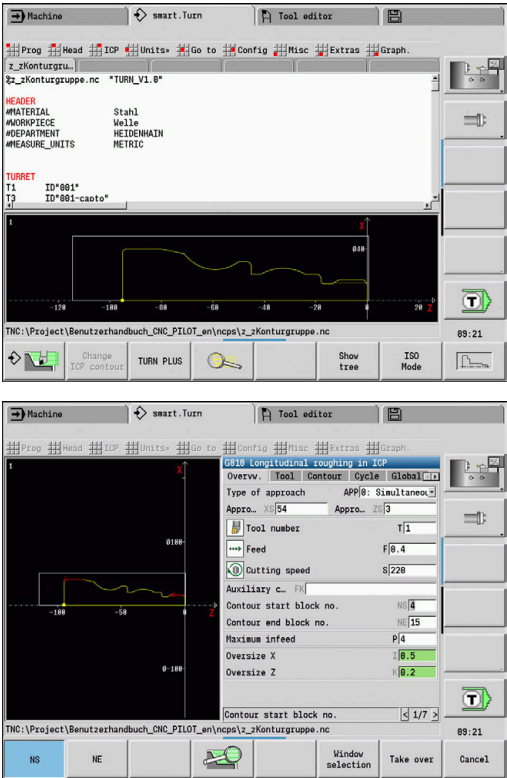 Machine smart.Turn Tool editor
Prog Head ICP Units» Go to Config Misc Extras Graph.
z_zKonturgru…
%z_zKonturgruppe.nc "TURN_V1.0"
HEADER
#MATERIAL Stahl
#WORKPIECE Welle
#DEPARTMENT HEIDENHAIN
#MEASURE_UNITS METRIC
TURRET
T1 ID"001"
T3 ID"001-capto"
1 X
ø40
-120 -100 -80 -60 -40 -20 0 20 Z
T
TNC:\Project\Benutzerhandbuch_CNC_PILOT_en\ncps\z_zKonturgruppe.nc
09:21
Change ICP contour
TURN PLUS
Show tree
ISO Mode
Machine smart.Turn Tool editor
Prog Head ICP Units» Go to Config Misc Extras Graph.
1 X
ø100
-100 -50 0 Z
ø-100
G810 Longitudinal roughing in ICP
Overvw. Tool Contour Cycle Global
Type of approach APP 0: Simultaneou
Appro… XS 54 Appro… ZS 3
Tool number T 1
Feed F 0.4
Cutting speed S 220
Auxiliary c… FK
Contour start block no. NS 4
Contour end block no. NE 15
Maximum infeed P 4
Oversize X I 0.5
Oversize Z K 0.2
Contour start block no. < 1/7 >
T
TNC:\Project\Benutzerhandbuch_CNC_PILOT_en\ncps\z_zKonturgruppe.nc
09:21
NS
NE
Window selection
Take over
Cancel